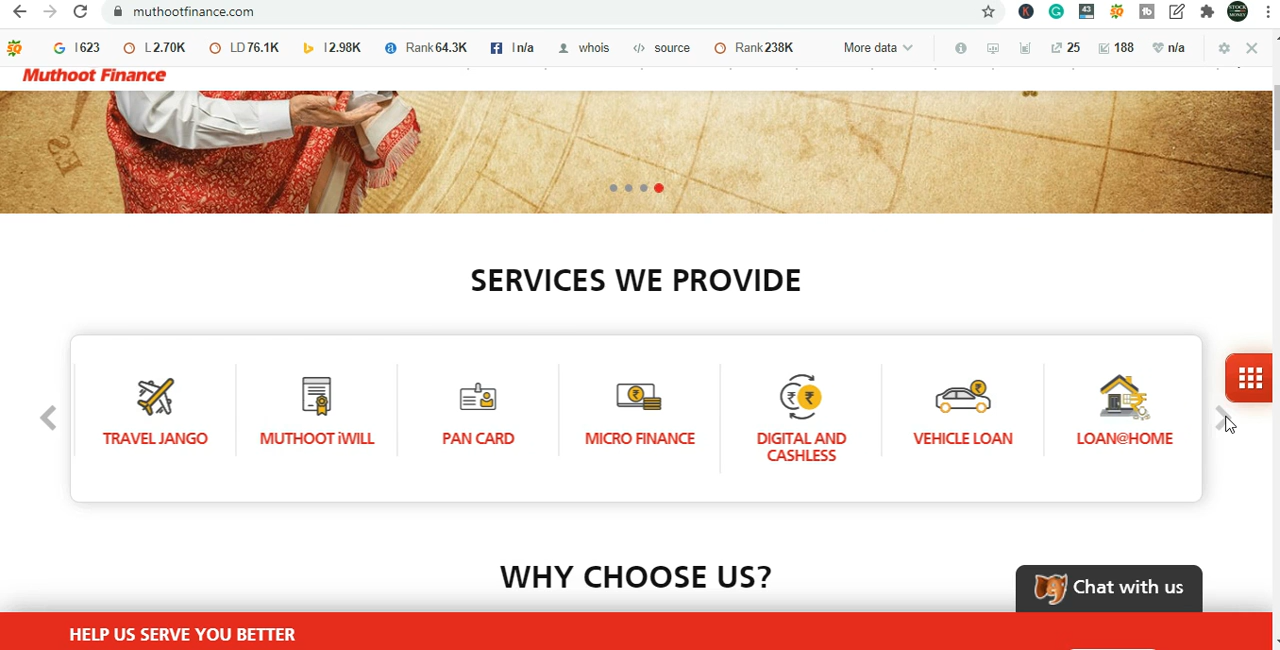 muthootfinance.com
I 623
L 2.70K
LD 76.1K
I 2.98K
Rank 64.3K
I n/a
whois
source
Rank 238K
More data
25
188
n/a
43
Muthoot Finance
SERVICES WE PROVIDE
TRAVEL JANGO
MUTHOOT iWILL
PAN CARD
MICRO FINANCE
DIGITAL AND
CASHLESS
VEHICLE LOAN
LOAN@HOME
WHY CHOOSE US?
Chat with us
HELP US SERVE YOU BETTER